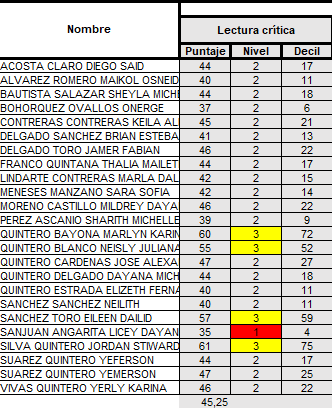 Nombre
Lectura crítica
Puntaje Nivel Decil
ACOSTA CLARO DIEGO SAID 44 2 17
ALVAREZ ROMERO MAIKOL OSNEID 40 2 11
BAUTISTA SALAZAR SHEYLA MICH 44 2 18
BOHORQUEZ OVALLOS ONERGE 37 2 6
CONTRERAS CONTRERAS KEILA AL 45 2 21
DELGADO SANCHEZ BRIAN ESTEBA 41 2 13
DELGADO TORO JAMER FABIAN 46 2 22
FRANCO QUINTANA THALIA MAILET 44 2 17
LINDARTE CONTRERAS MARLA DAL 42 2 15
MENESES MANZANO SARA SOFIA 42 2 14
MORENO CASTILLO MILDREY DAYA 46 2 22
PEREZ ASCANIO SHARITH MICHELLE 39 2 9
QUINTERO BAYONA MARLYN KARIN 60 3 72
QUINTERO BLANCO NEISLY JULIANA 55 3 52
QUINTERO CARDENAS JOSE ALEXA 47 2 27
QUINTERO DELGADO DAYANA MICH 44 2 18
QUINTERO ESTRADA ELIZETH FERNA 40 2 11
SANCHEZ SANCHEZ NEILITH 40 2 11
SANCHEZ TORO EILEEN DAILID 57 3 59
SANJUAN ANGARITA LICEY DAYAN 35 1 4
SILVA QUINTERO JORDAN STIWARD 61 3 75
SUAREZ QUINTERO YEFERSON 44 2 17
SUAREZ QUINTERO YEMERSON 47 2 25
VIVAS QUINTERO YERLY KARINA 46 2 22
45,25